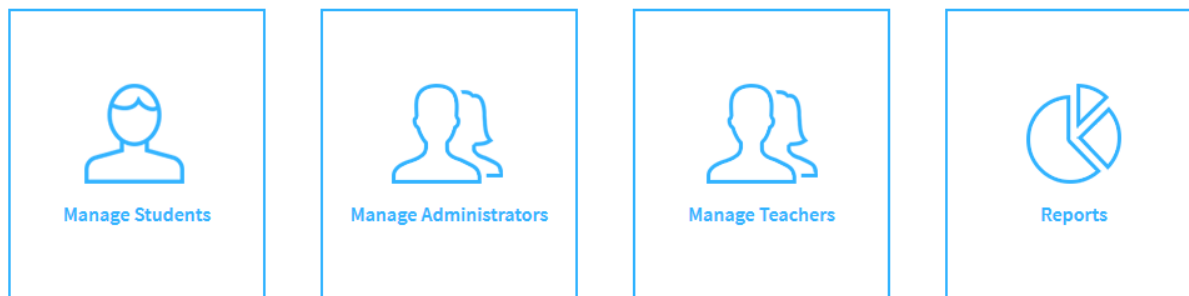 Manage Students
Manage Administrators
Manage Teachers
Reports